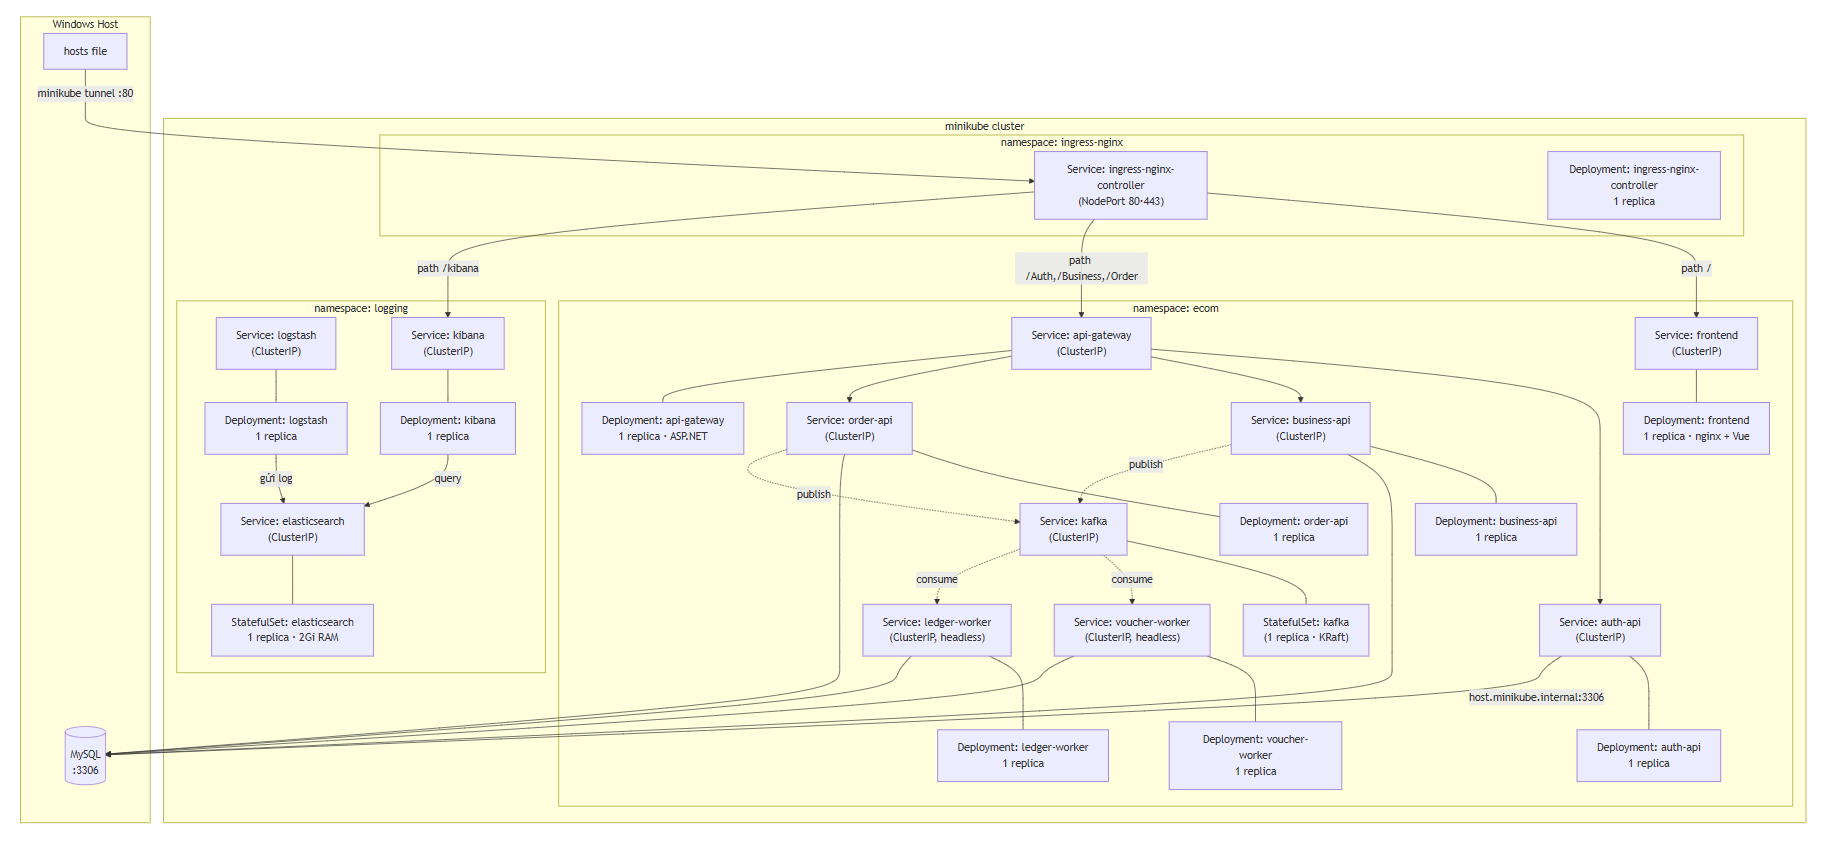 Windows Host
hosts file
minikube tunnel :80
minikube cluster
namespace: ingress-nginx
Service: ingress-nginx-
controller
(NodePort 80·443)
Deployment: ingress-nginx-
controller
1 replica
path /kibana
path
/Auth,/Business,/Order
path /
namespace: logging
Service: logstash
(ClusterIP)
Service: kibana
(ClusterIP)
Deployment: logstash
1 replica
Deployment: kibana
1 replica
gửi log
query
Service: elasticsearch
(ClusterIP)
StatefulSet: elasticsearch
1 replica · 2Gi RAM
namespace: ecom
Service: api-gateway
(ClusterIP)
Service: frontend
(ClusterIP)
Deployment: api-gateway
1 replica · ASP.NET
Service: order-api
(ClusterIP)
Service: business-api
(ClusterIP)
Deployment: frontend
1 replica · nginx + Vue
publish
publish
Service: kafka
(ClusterIP)
Deployment: order-api
1 replica
Deployment: business-api
1 replica
consume
consume
Service: ledger-worker
(ClusterIP, headless)
Service: voucher-worker
(ClusterIP, headless)
StatefulSet: kafka
(1 replica · KRaft)
Service: auth-api
(ClusterIP)
host.minikube.internal:3306
Deployment: ledger-worker
1 replica
Deployment: voucher-
worker
1 replica
Deployment: auth-api
1 replica
MySQL
:3306